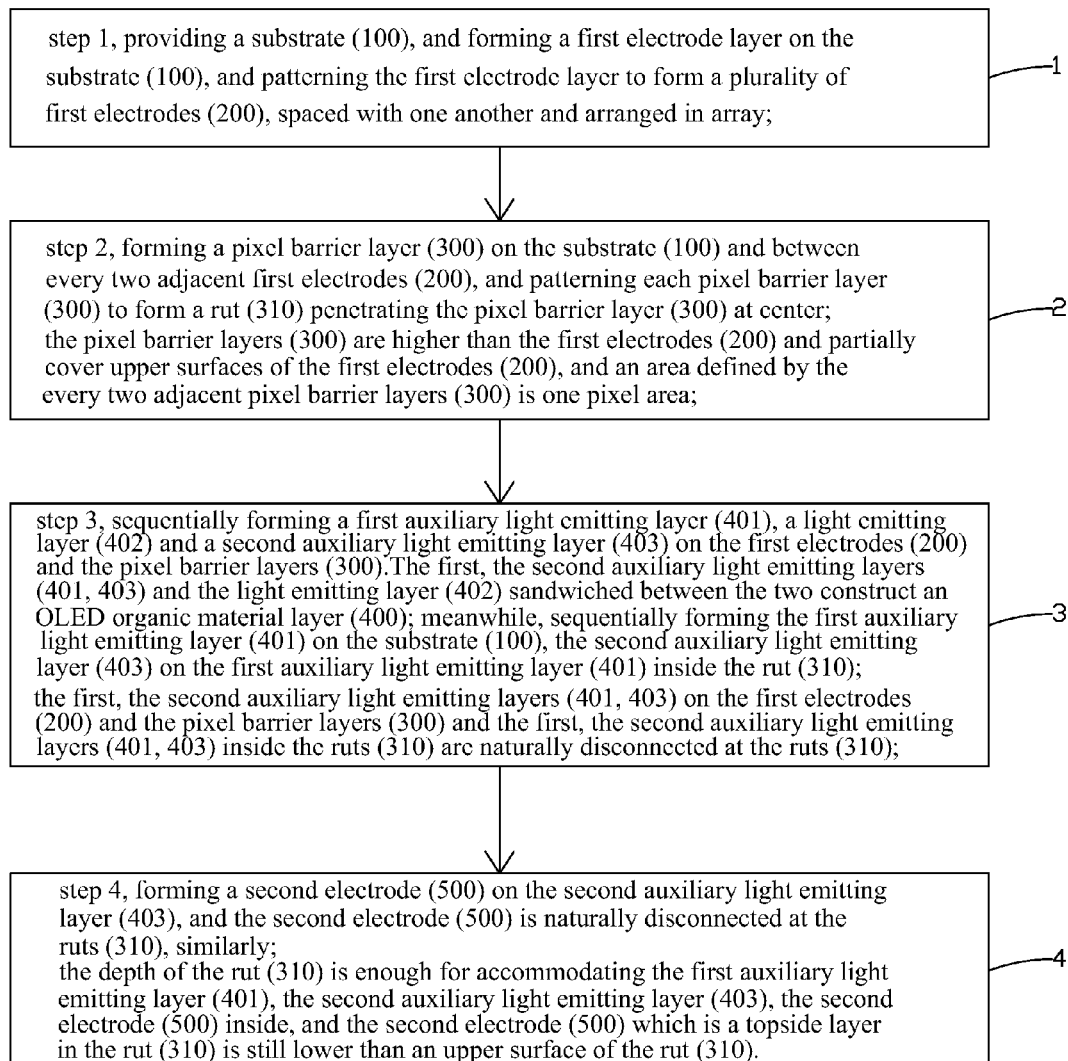 step 1, providing a substrate (100), and forming a first electrode layer on the
substrate (100), and patterning the first electrode layer to form a plurality of
first electrodes (200), spaced with one another and arranged in array;
1
step 2, forming a pixel barrier layer (300) on the substrate (100) and between
every two adjacent first electrodes (200), and patterning each pixel barrier layer
(300) to form a rut (310) penetrating the pixel barrier layer (300) at center;
the pixel barrier layers (300) are higher than the first electrodes (200) and partially
cover upper surfaces of the first electrodes (200), and an area defined by the
every two adjacent pixel barrier layers (300) is one pixel area;
2
step 3, sequentially forming a first auxiliary light emitting layer (401), a light emitting
layer (402) and a second auxiliary light emitting layer (403) on the first electrodes (200)
and the pixel barrier layers (300).The first, the second auxiliary light emitting layers
(401, 403) and the light emitting layer (402) sandwiched between the two construct an
OLED organic material layer (400); meanwhile, sequentially forming the first auxiliary
light emitting layer (401) on the substrate (100), the second auxiliary light emitting
layer (403) on the first auxiliary light emitting layer (401) inside the rut (310);
the first, the second auxiliary light emitting layers (401, 403) on the first electrodes
(200) and the pixel barrier layers (300) and the first, the second auxiliary light emitting
layers (401, 403) inside the ruts (310) are naturally disconnected at the ruts (310);
3
step 4, forming a second electrode (500) on the second auxiliary light emitting
layer (403), and the second electrode (500) is naturally disconnected at the
ruts (310), similarly;
the depth of the rut (310) is enough for accommodating the first auxiliary light
emitting layer (401), the second auxiliary light emitting layer (403), the second
electrode (500) inside, and the second electrode (500) which is a topside layer
in the rut (310) is still lower than an upper surface of the rut (310).
4